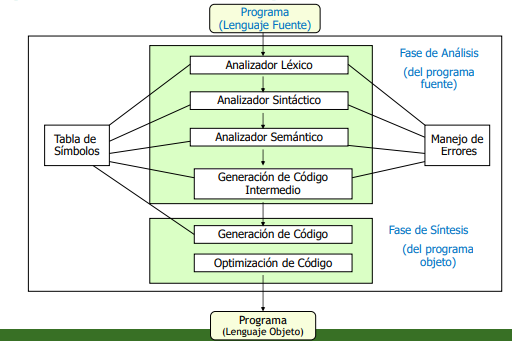 Programa
(Lenguaje Fuente)
Analizador Léxico
Fase de Análisis
(del programa
fuente)
Analizador Sintáctico
Tabla de
Símbolos
Analizador Semántico
Manejo de
Errores
Generación de Código
Intermedio
Generación de Código
Fase de Síntesis
(del programa
objeto)
Optimización de Código
Programa
(Lenguaje Objeto)